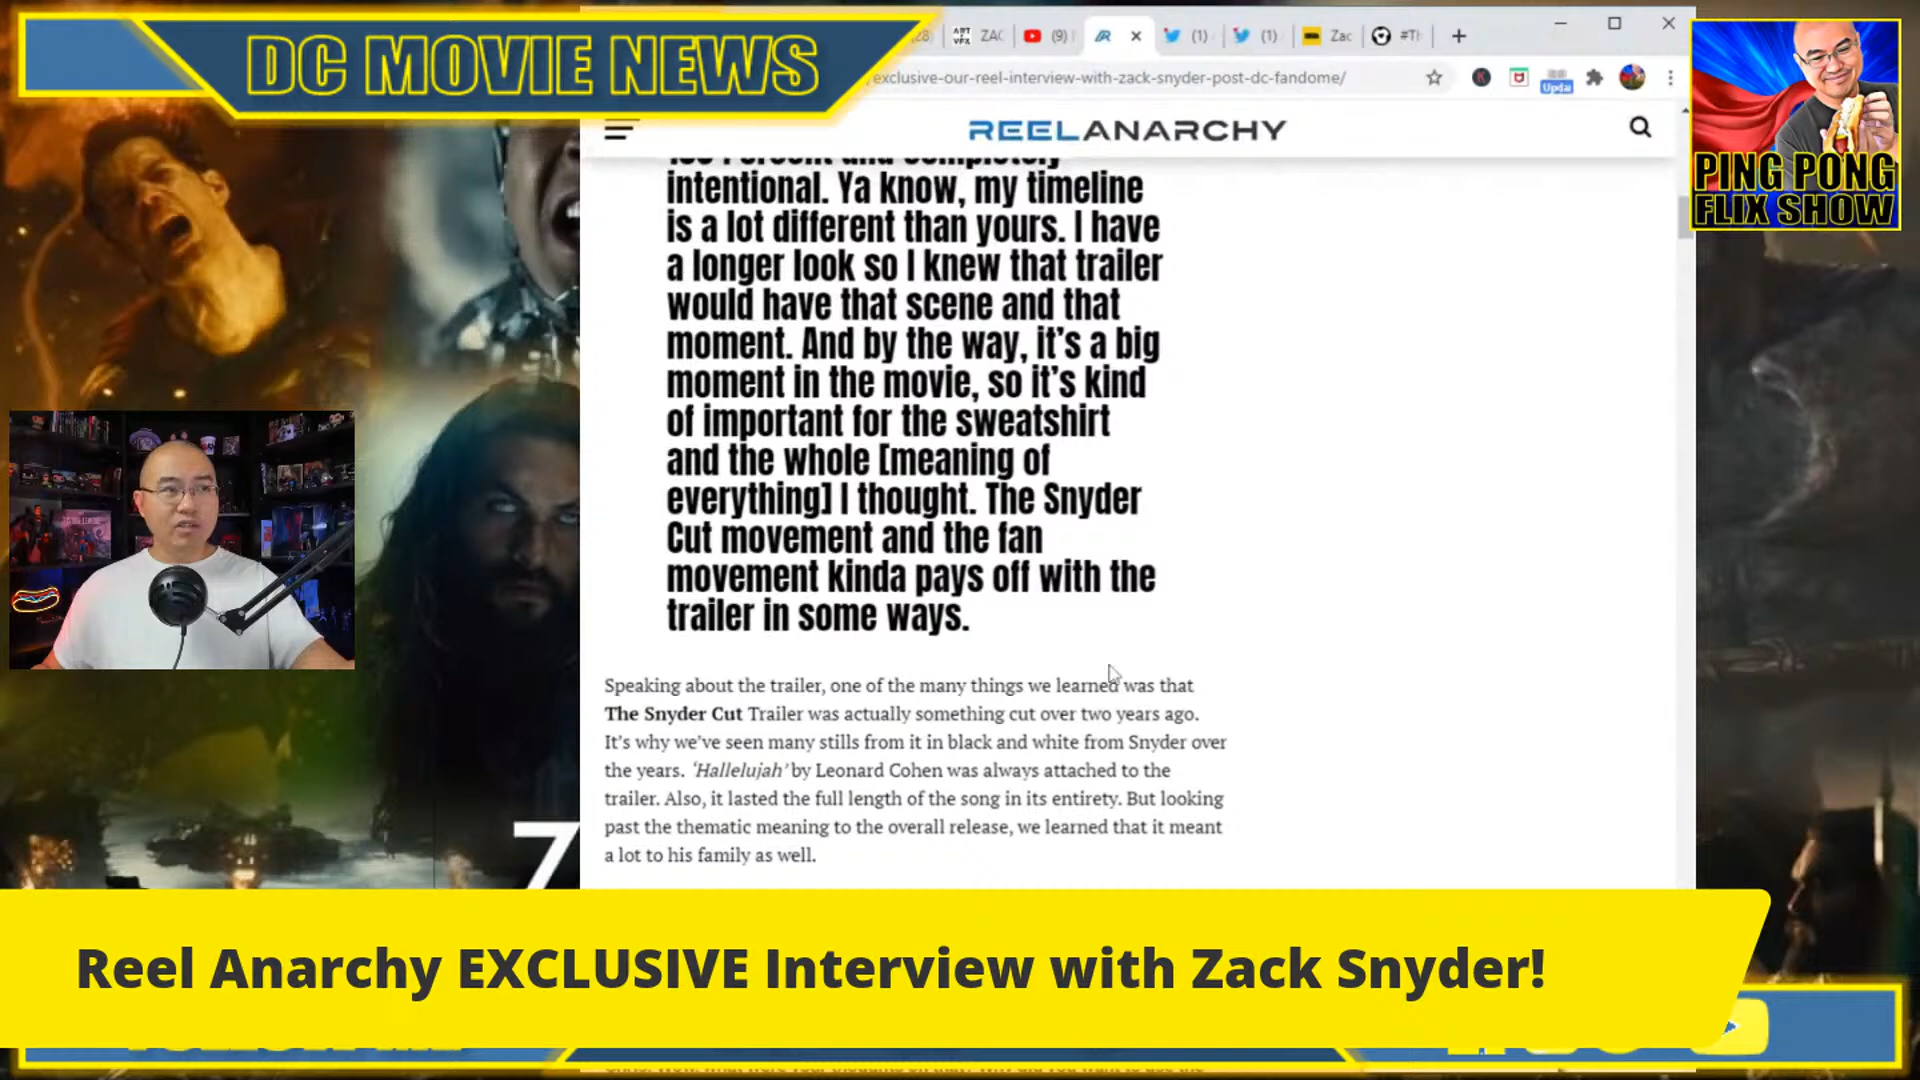 DC MOVIE NEWS
ZAC
(9)
(1)
(1)
Zac
exclusive-our-reel-interview-with-zack-snyder-post-dc-fandome/
Updat
REELANARCHY
PING PONG
FLIX SHOW
intentional. Ya know, my timeline
is a lot different than yours. I have
a longer look so I knew that trailer
would have that scene and that
moment. And by the way, it's a big
moment in the movie, so it's kind
of important for the sweatshirt
and the whole [meaning of
everything] I thought. The Snyder
Cut movement and the fan
movement kinda pays off with the
trailer in some ways.
Speaking about the trailer, one of the many things we learned was that
The Snyder Cut Trailer was actually something cut over two years ago.
It's why we've seen many stills from it in black and white from Snyder over
the years. 'Hallelujah' by Leonard Cohen was always attached to the
trailer. Also, it lasted the full length of the song in its entirety. But looking
past the thematic meaning to the overall release, we learned that it meant
a lot to his family as well.
7
Reel Anarchy EXCLUSIVE Interview with Zack Snyder!